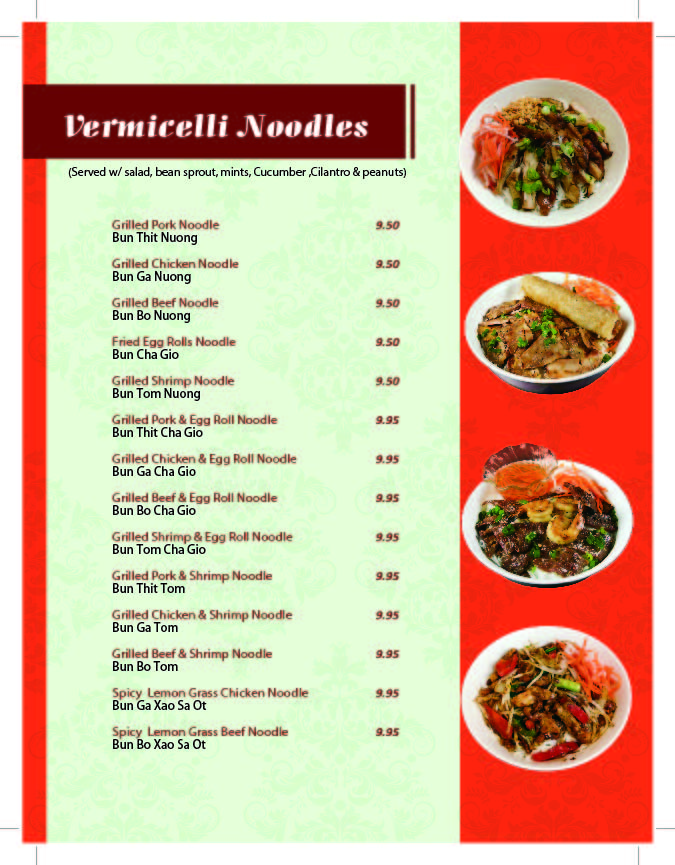 Vermicelli Noodles
(Served w/ salad, bean sprout, mints, Cucumber ,Cilantro & peanuts)
Grilled Pork Noodle 9.50
Bun Thit Nuong
Grilled Chicken Noodle 9.50
Bun Ga Nuong
Grilled Beef Noodle 9.50
Bun Bo Nuong
Fried Egg Rolls Noodle 9.50
Bun Cha Gio
Grilled Shrimp Noodle 9.50
Bun Tom Nuong
Grilled Pork & Egg Roll Noodle 9.95
Bun Thit Cha Gio
Grilled Chicken & Egg Roll Noodle 9.95
Bun Ga Cha Gio
Grilled Beef & Egg Roll Noodle 9.95
Bun Bo Cha Gio
Grilled Shrimp & Egg Roll Noodle 9.95
Bun Tom Cha Gio
Grilled Pork & Shrimp Noodle 9.95
Bun Thit Tom
Grilled Chicken & Shrimp Noodle 9.95
Bun Ga Tom
Grilled Beef & Shrimp Noodle 9.95
Bun Bo Tom
Spicy Lemon Grass Chicken Noodle 9.95
Bun Ga Xao Sa Ot
Spicy Lemon Grass Beef Noodle 9.95
Bun Bo Xao Sa Ot